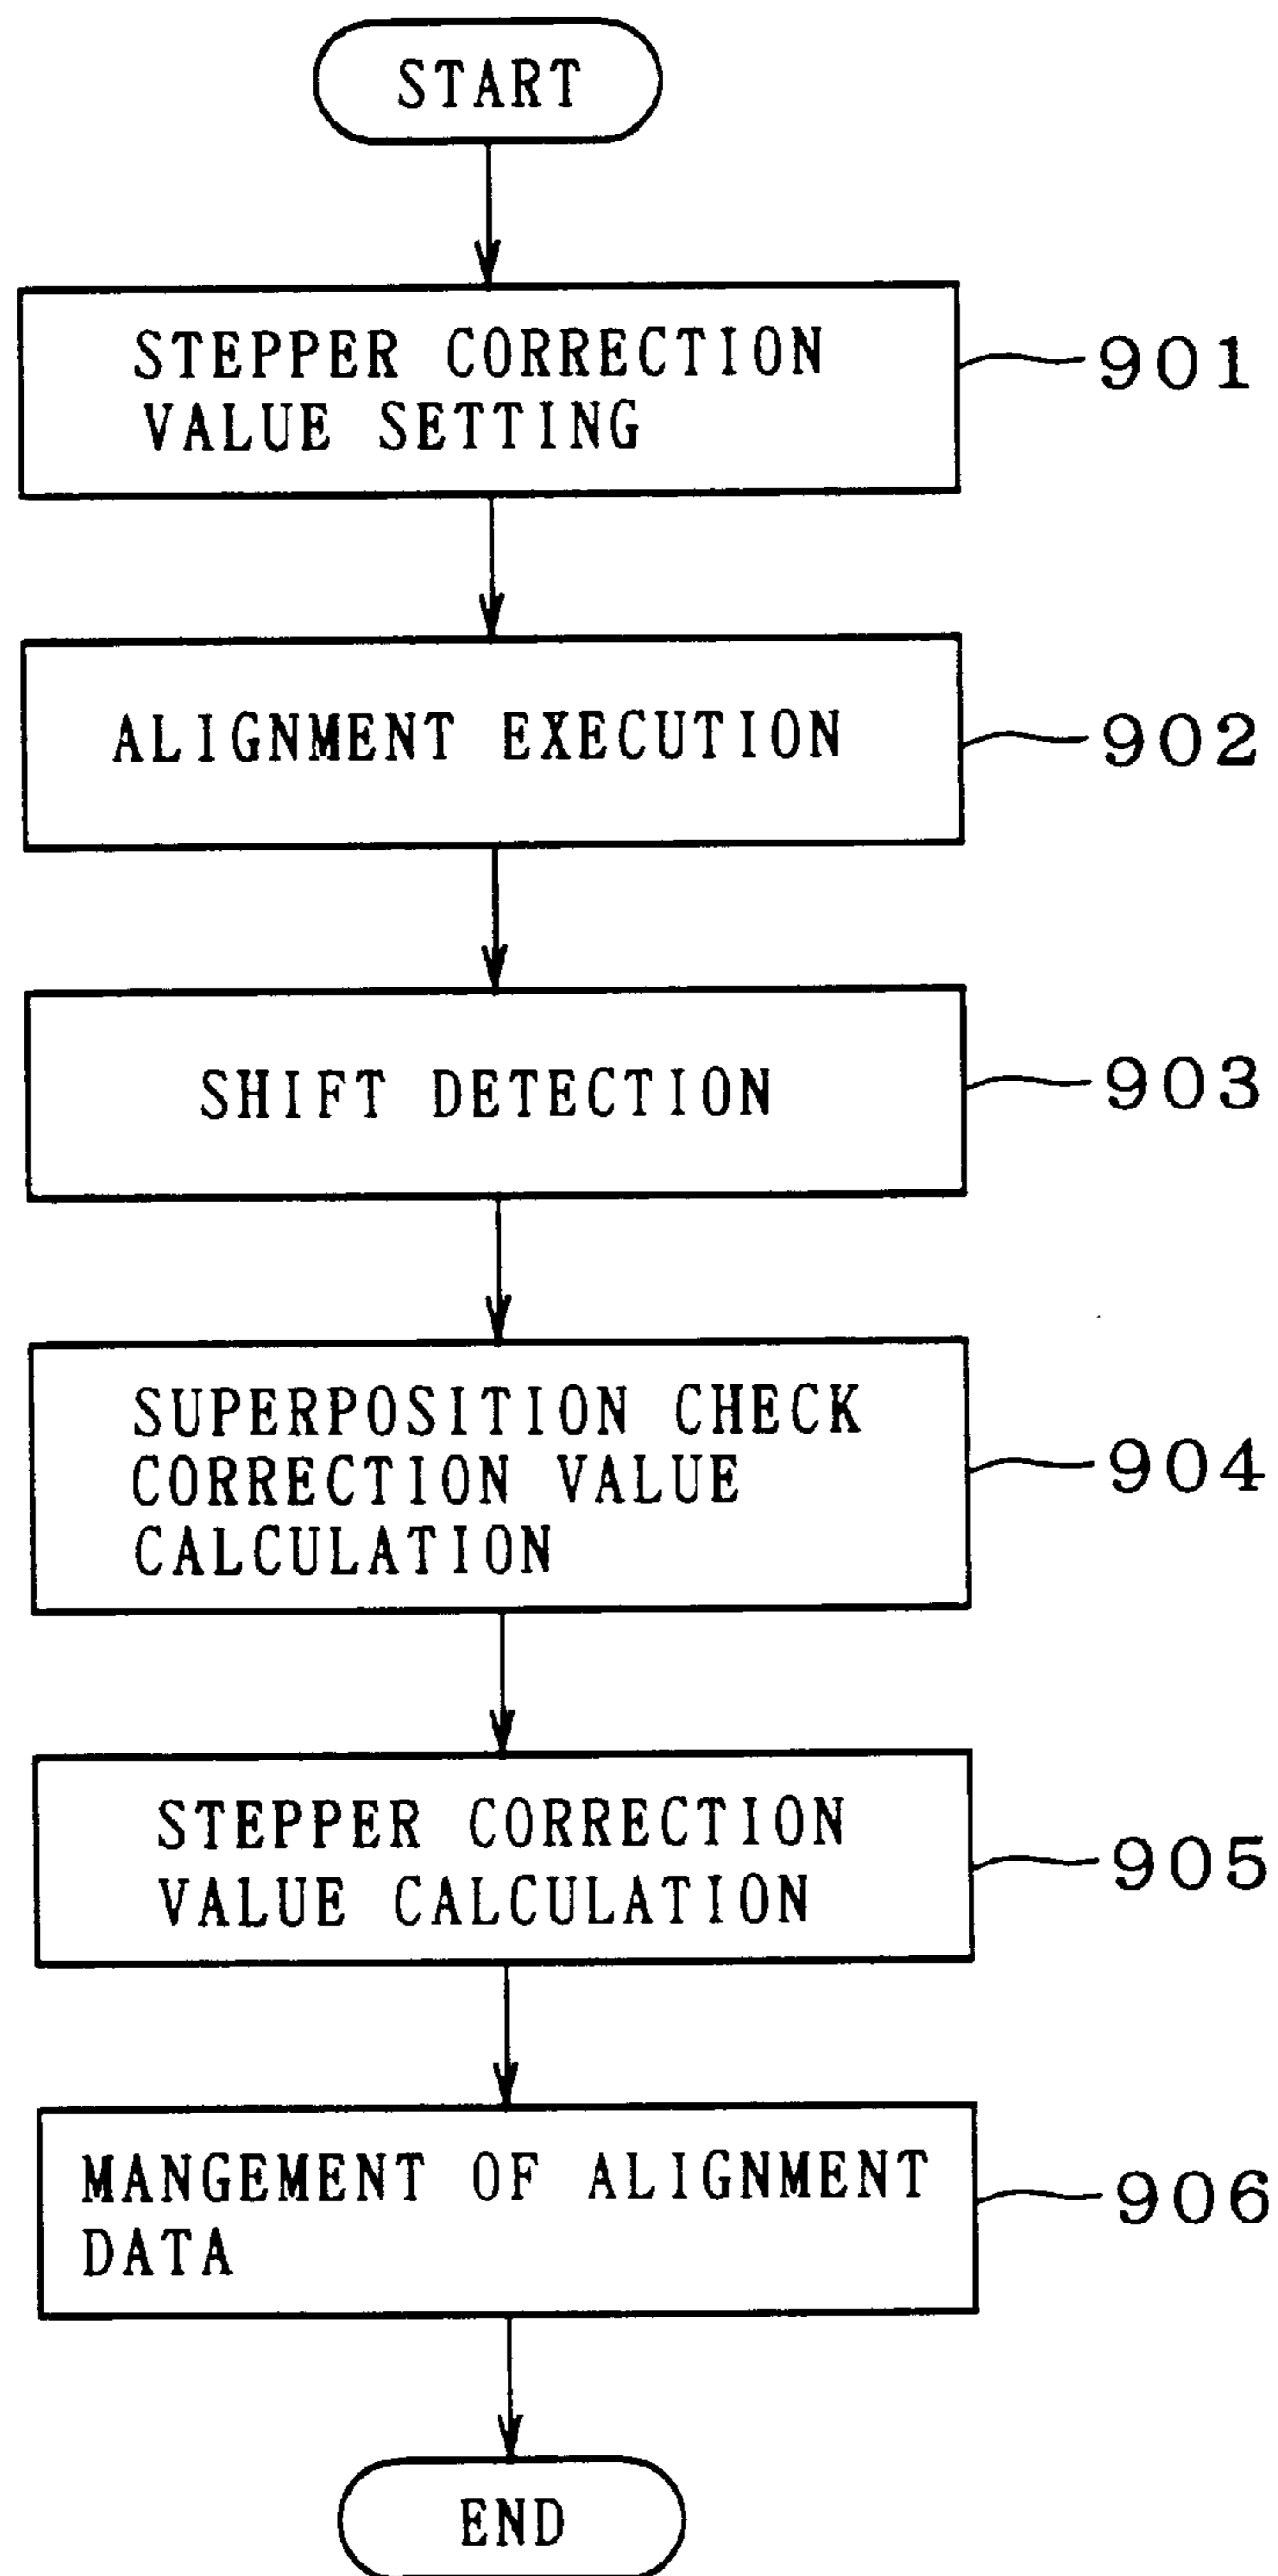 START
STEPPER CORRECTION
VALUE SETTING
901
ALIGNMENT EXECUTION
902
SHIFT DETECTION
903
SUPERPOSITION CHECK
CORRECTION VALUE
CALCULATION
904
STEPPER CORRECTION
VALUE CALCULATION
905
MANGEMENT OF ALIGNMENT
DATA
906
END